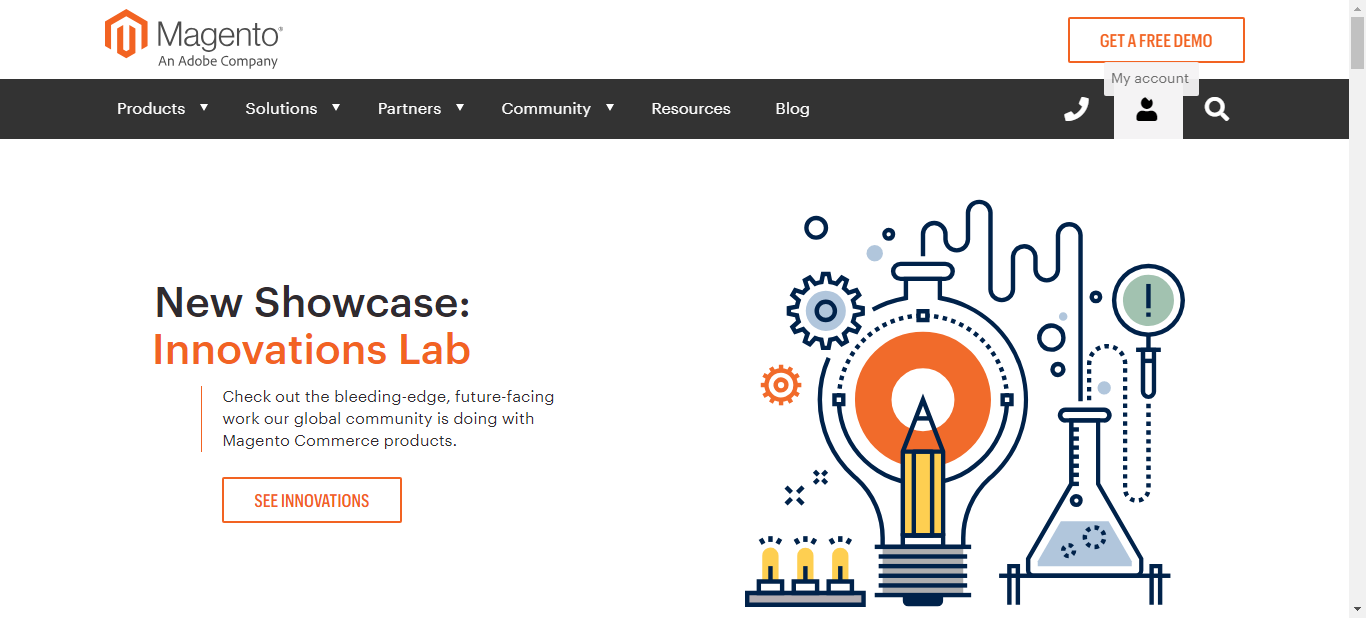 Magento®
An Adobe Company
GET A FREE DEMO
My account
Products ▼ Solutions ▼ Partners ▼ Community ▼ Resources Blog
New Showcase:
Innovations Lab
Check out the bleeding-edge, future-facing
work our global community is doing with
Magento Commerce products.
SEE INNOVATIONS
!